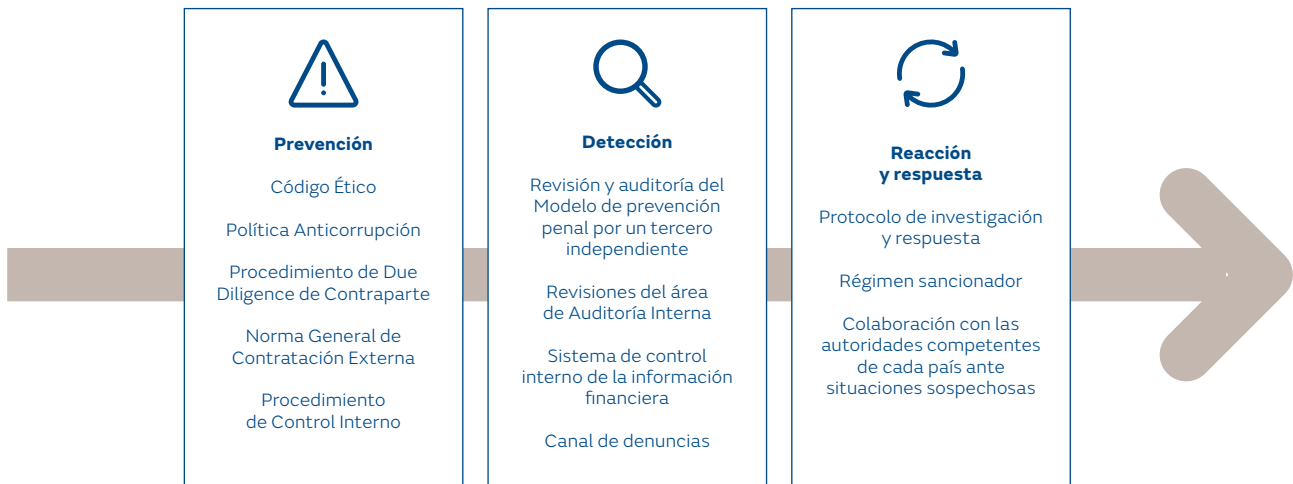 Prevención
Código Ético
Política Anticorrupción
Procedimiento de Due
Diligence de Contraparte
Norma General de
Contratación Externa
Procedimiento
de Control Interno
Detección
Revisión y auditoría del
Modelo de prevención
penal por un tercero
independiente
Revisiones del área
de Auditoría Interna
Sistema de control
interno de la información
financiera
Canal de denuncias
Reacción
y respuesta
Protocolo de investigación
y respuesta
Régimen sancionador
Colaboración con las
autoridades competentes
de cada país ante
situaciones sospechosas